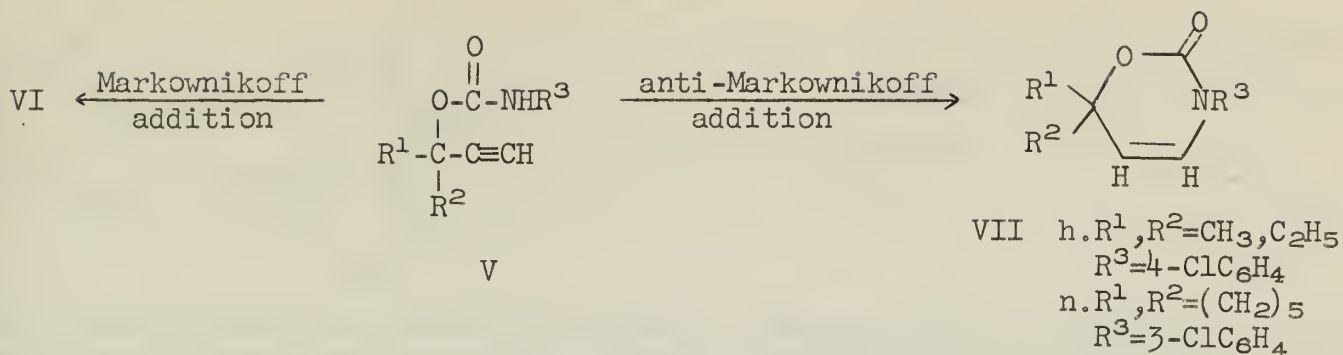 VI
Markownikoff
addition
O
O-C-NHR³
R¹-C-C≡CH
R²
V
anti-Markownikoff
addition
O
O
R¹
NR³
R²
H H
VII h.R¹,R²=CH₃,C₂H₅
R³=4-ClC₆H₄
n.R¹,R²=(CH₂)₅
R³=3-ClC₆H₄